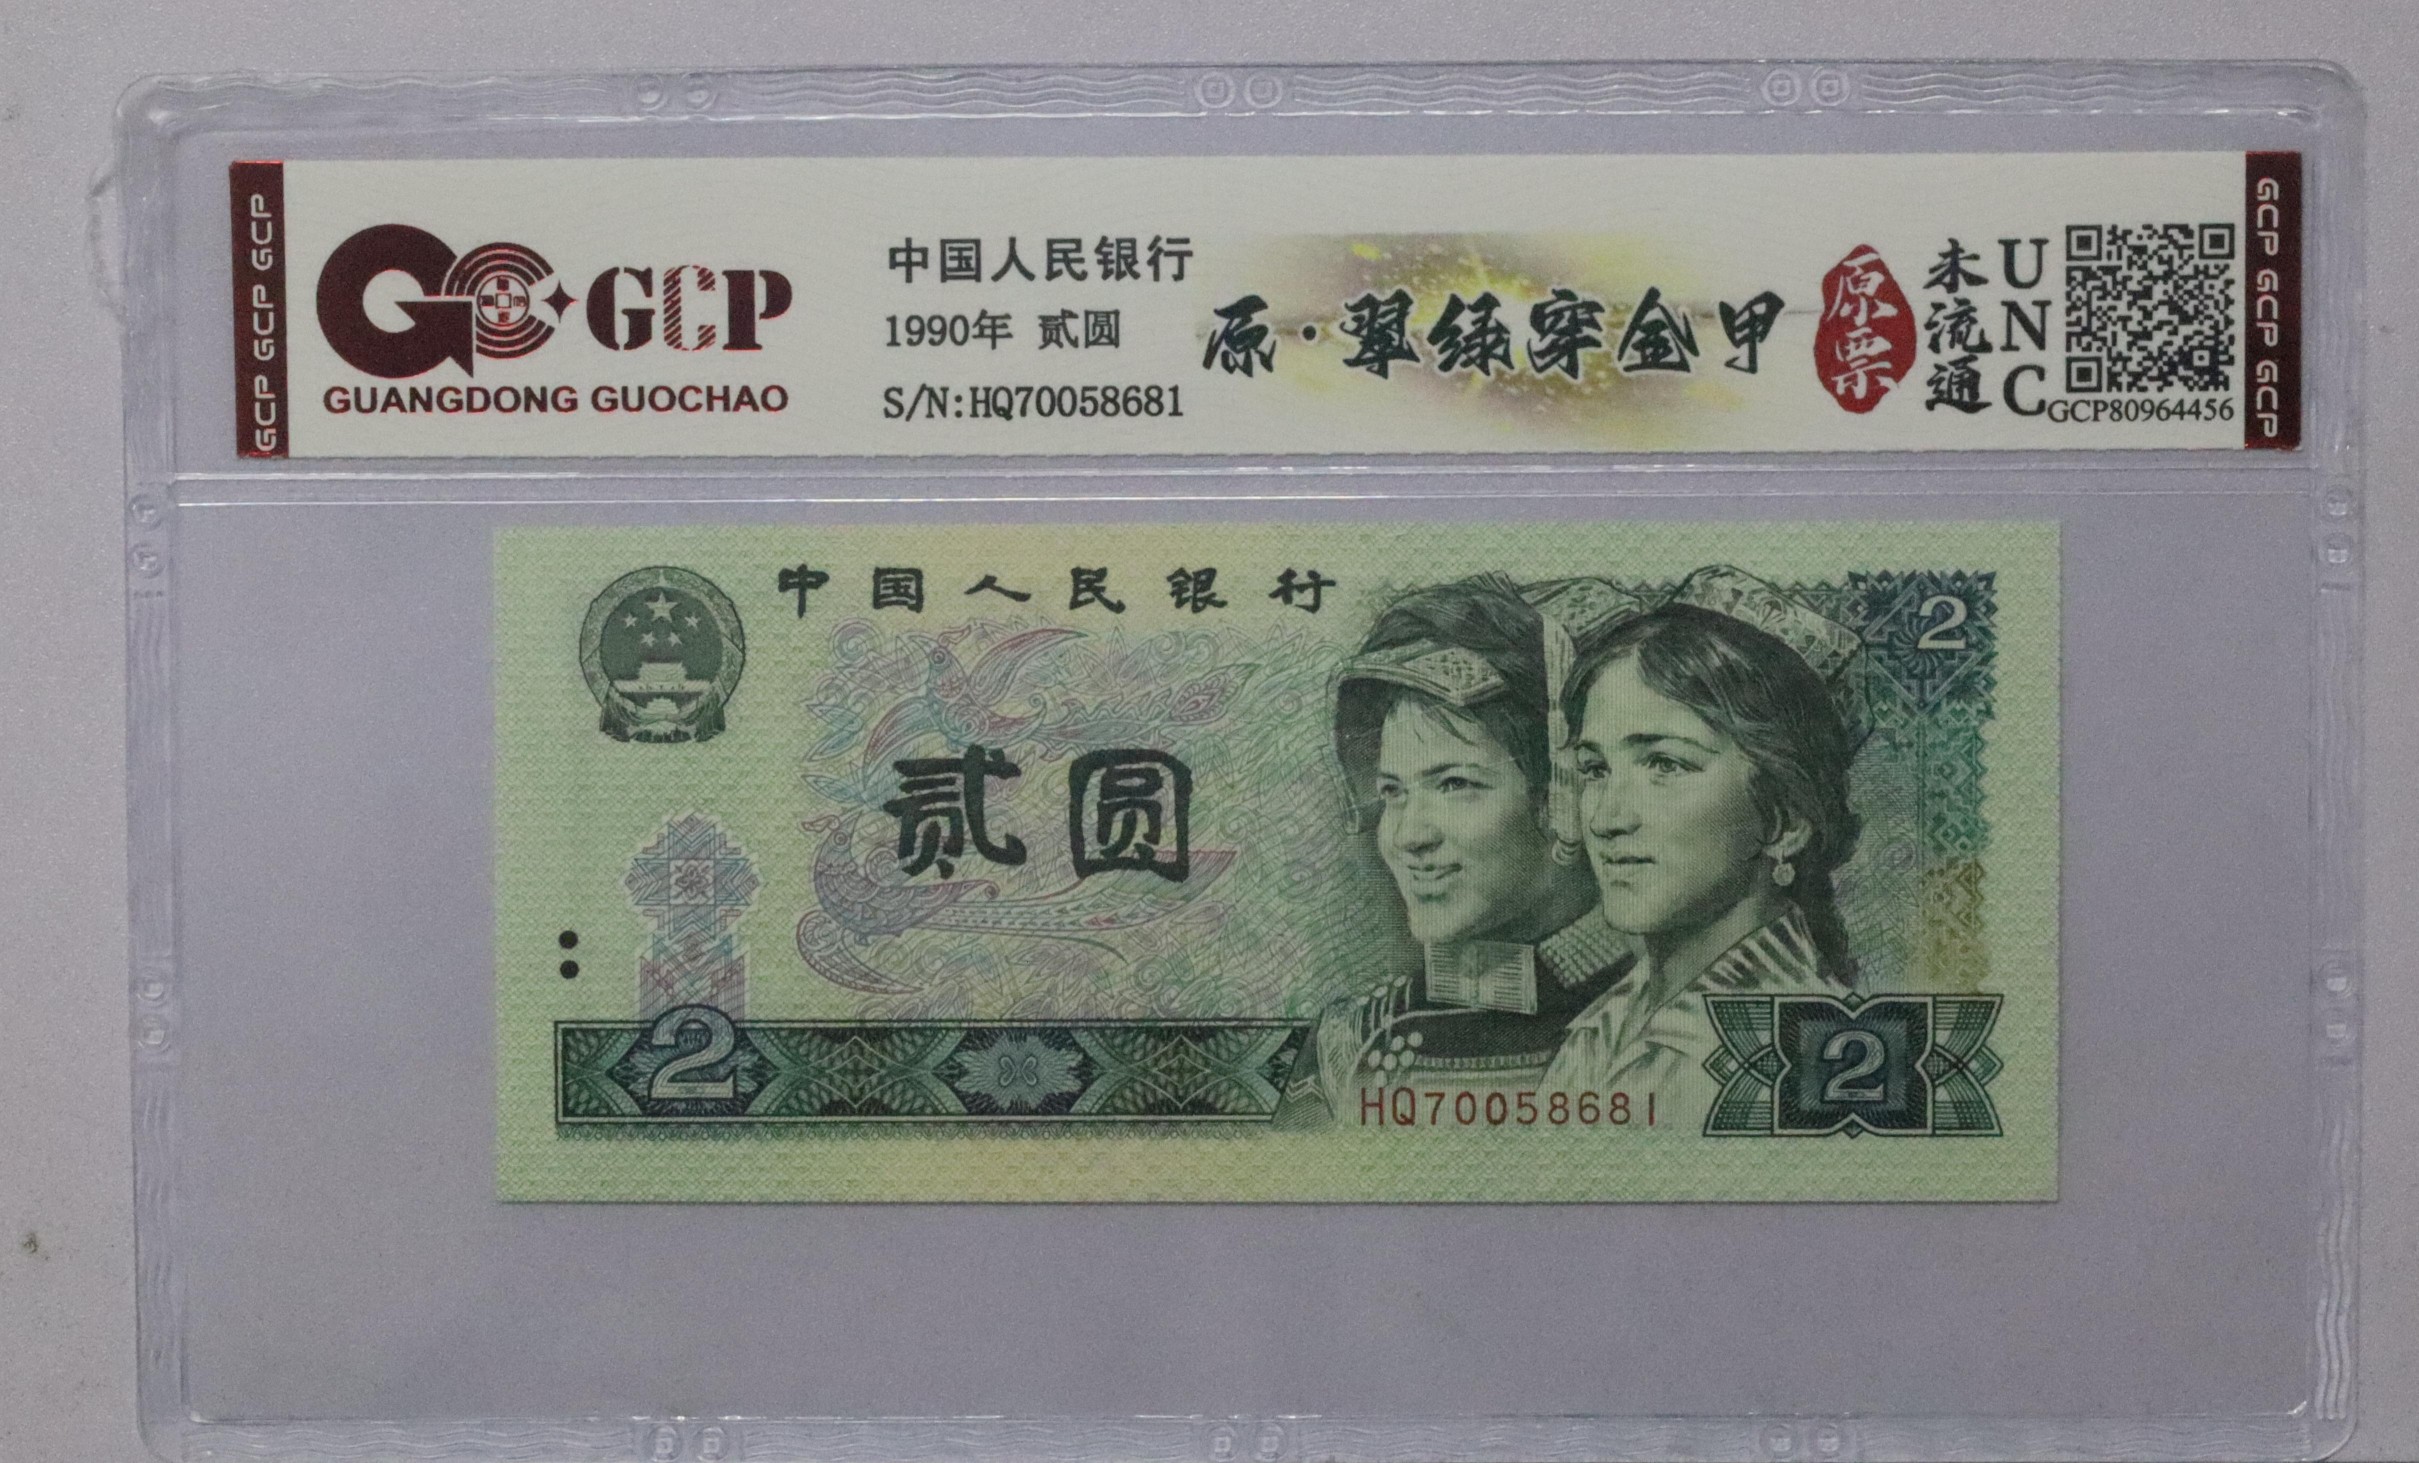 GCP GCP GCP
GCP
GUANGDONG GUOCHAO
中国人民银行
1990年 贰圆
S/N:HQ70058681
原·翠绿穿金甲
原票
未流通
UNC
GCP80964456
GCP GCP GCP
中国人民银行
2
贰圆
2
HQ70058681
2